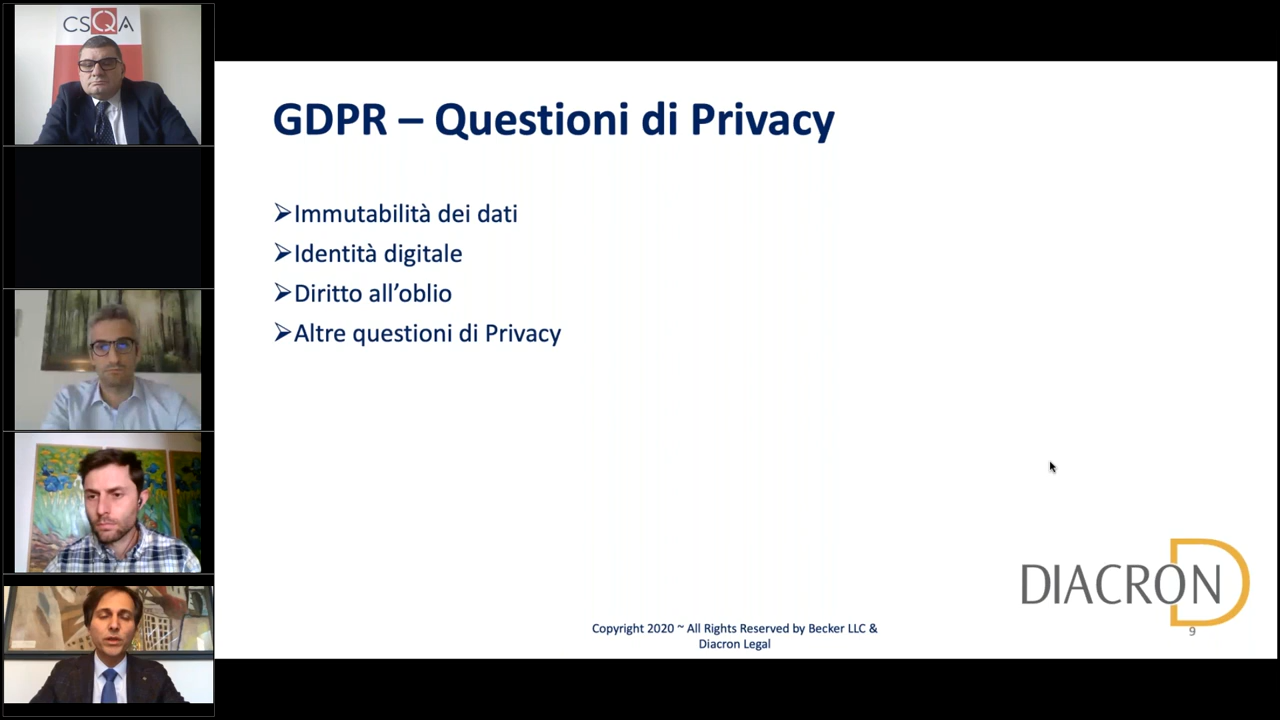 CSQA
GDPR – Questioni di Privacy
➢Immutabilità dei dati
➢Identità digitale
➢Diritto all’oblio
➢Altre questioni di Privacy
DIACRON
9
Copyright 2020 ~ All Rights Reserved by Becker LLC &
Diacron Legal